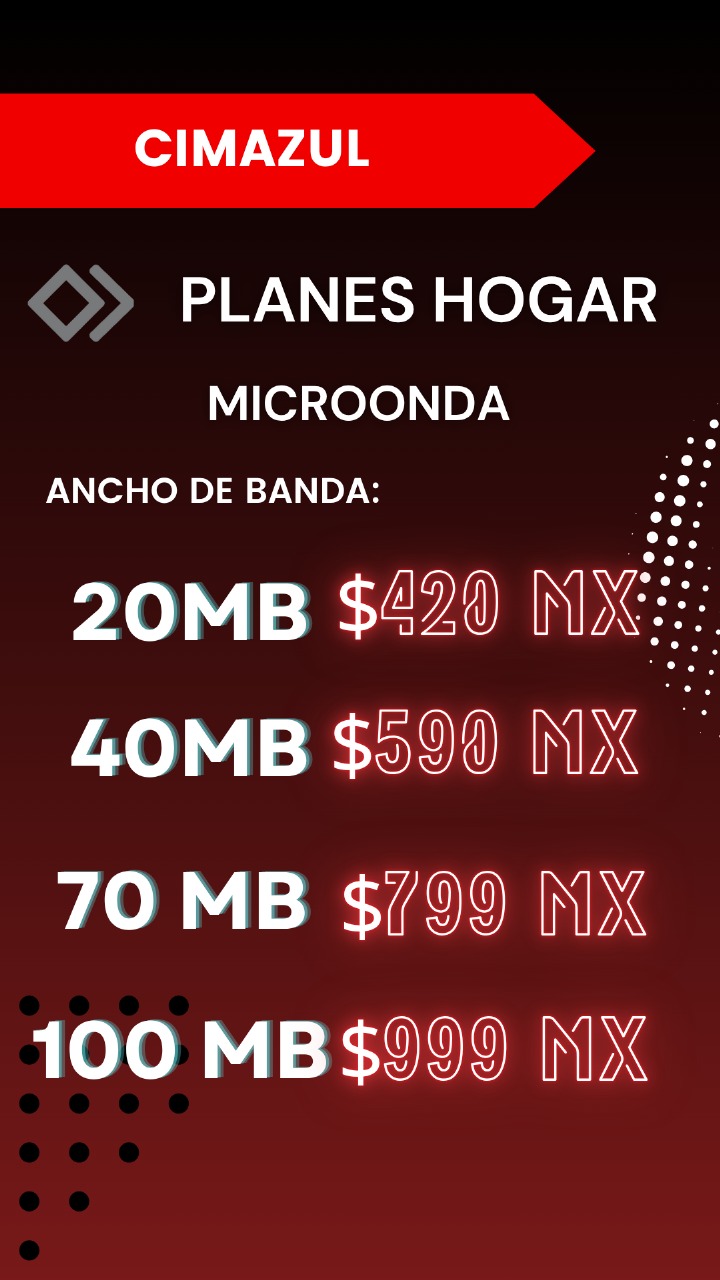 CIMAZUL
PLANES HOGAR
MICROONDA
ANCHO DE BANDA:
20MB $420 MX
40MB $590 MX
70 MB $799 MX
100 MB $999 MX